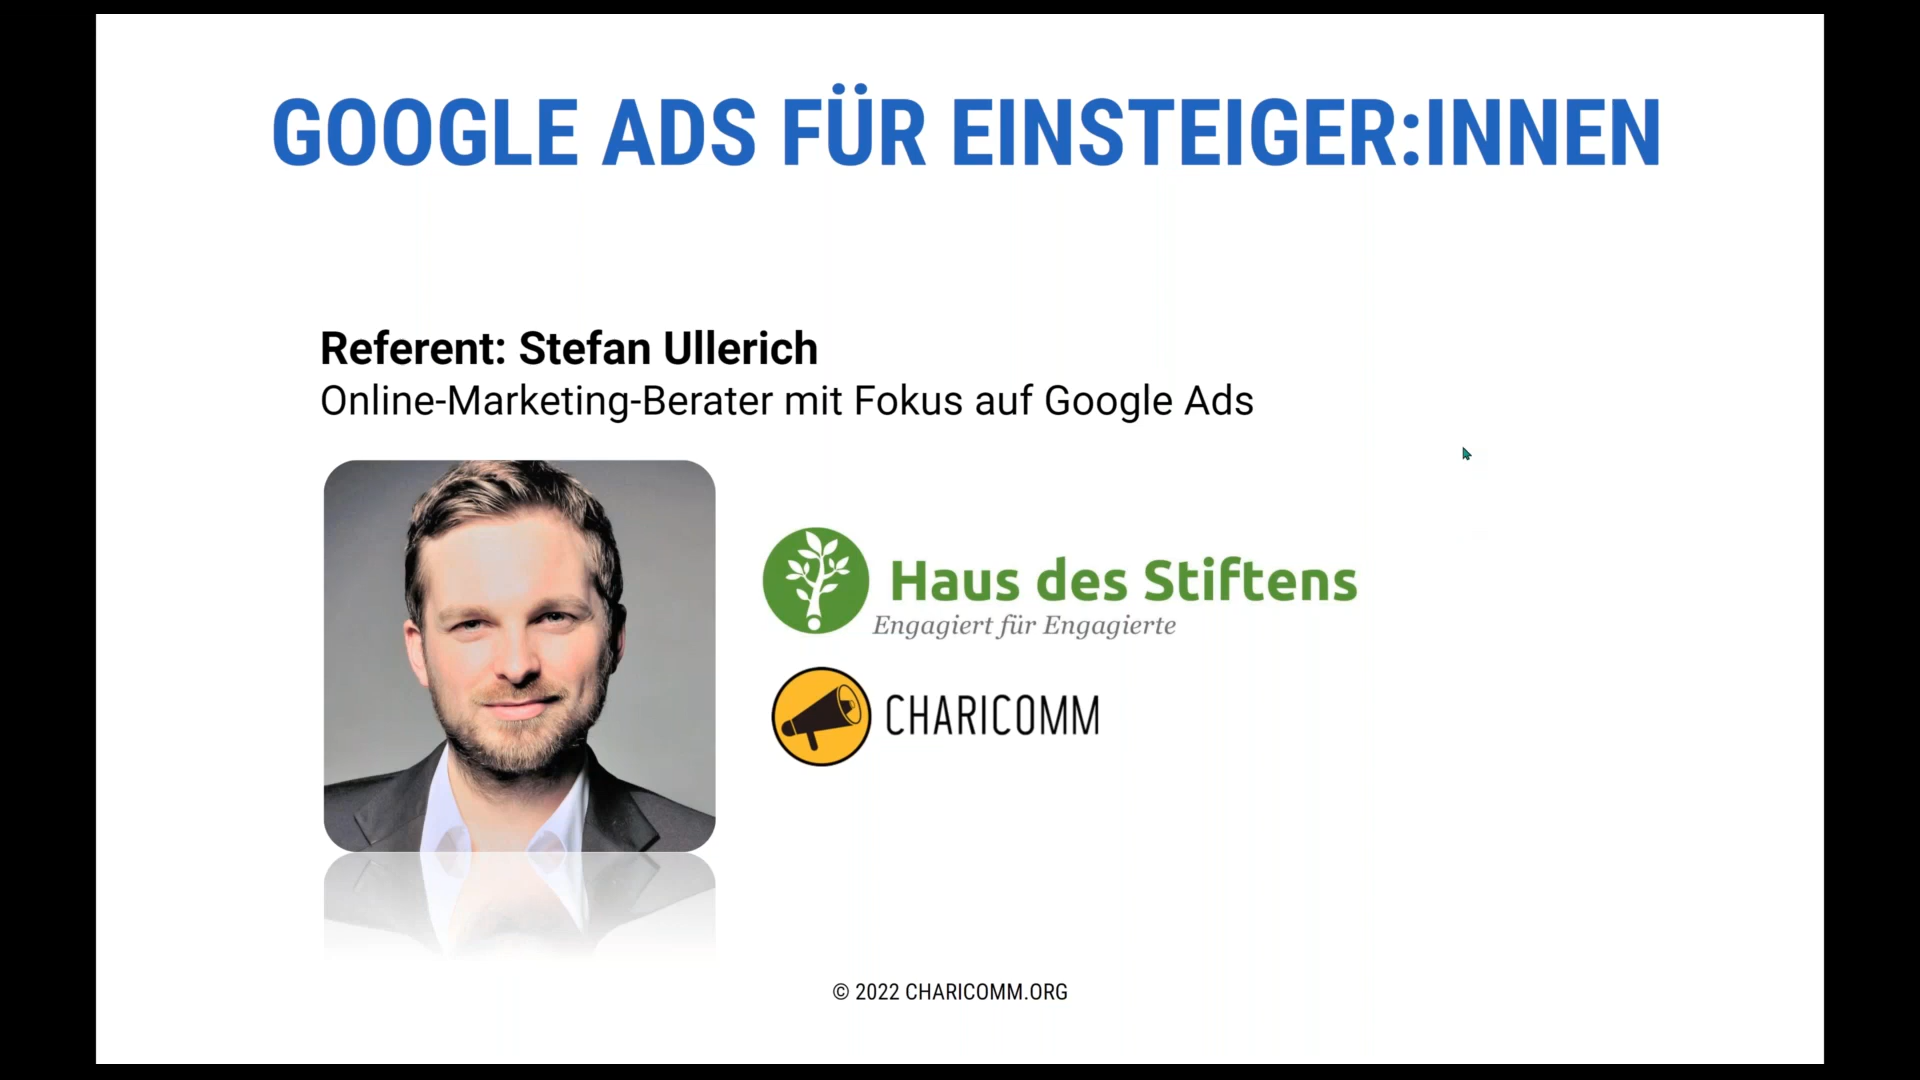 GOOGLE ADS FÜR EINSTEIGER:INNEN
Referent: Stefan Ullerich
Online-Marketing-Berater mit Fokus auf Google Ads
Haus des Stiftens
Engagiert für Engagierte
CHARICOMM
© 2022 CHARICOMM.ORG